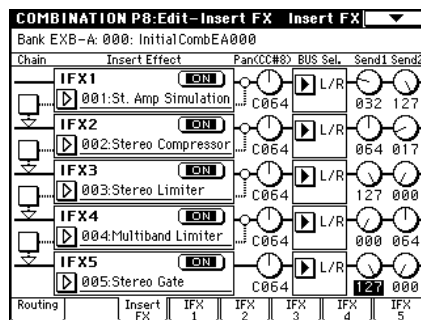 COMBINATION P8:Edit-Insert FX Insert FX
Bank EXB-A: 000: InitialCombEA000
Chain Insert Effect Pan(CC#8) BUS Sel. Send1 Send2
IFX1 ON
001:St. Amp Simulation C064 L/R 032 127
IFX2 ON
002:Stereo Compressor C064 L/R 064 017
IFX3 ON
003:Stereo Limiter C064 L/R 127 000
IFX4 ON
004:Multiband Limiter C064 L/R 000 064
IFX5 ON
005:Stereo Gate C064 L/R 127 000
Routing Insert FX IFX 1 IFX 2 IFX 3 IFX 4 IFX 5